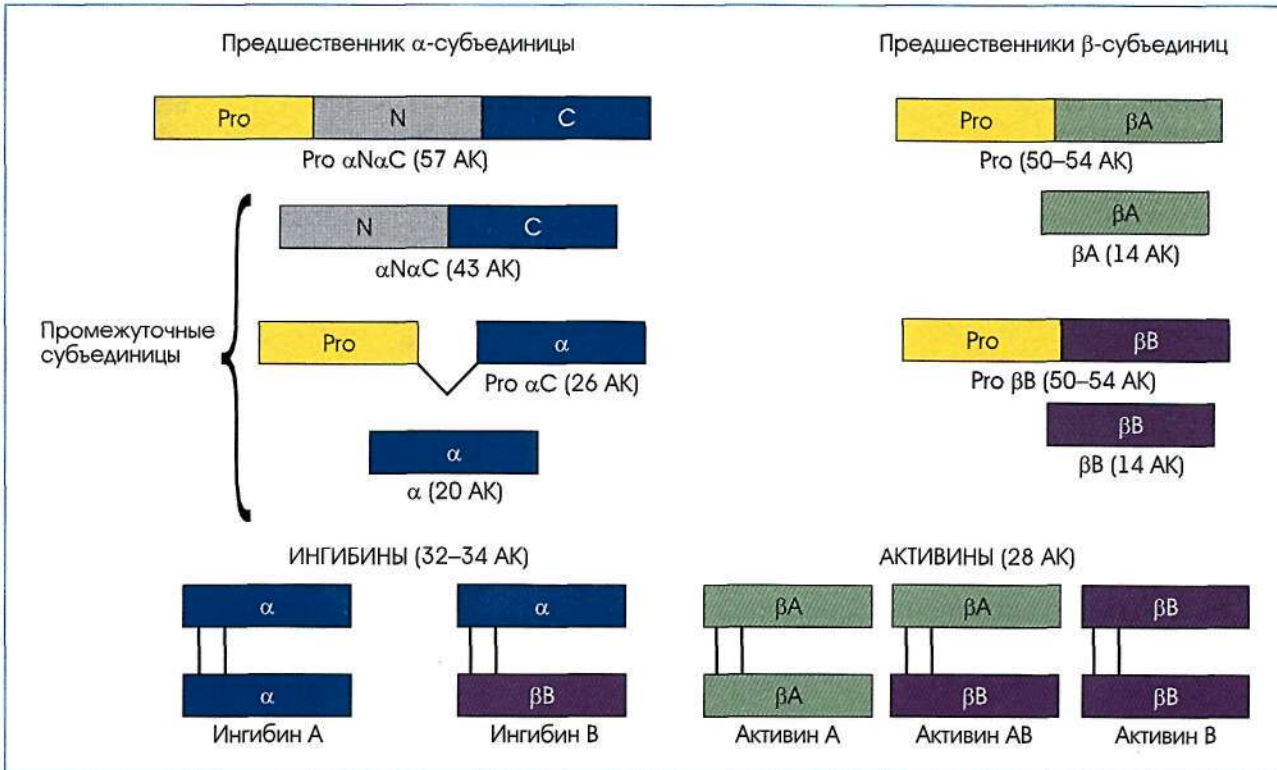 Предшественник α-субъединицы
Предшественники β-субъединиц
Pro N C
Pro αNαC (57 АК)
Pro βA
Pro (50–54 АК)
N C
αNαC (43 АК)
βA
βA (14 АК)
Промежуточные
субъединицы
Pro α
Pro αC (26 АК)
Pro βB
Pro βB (50–54 АК)
α
α (20 АК)
βB
βB (14 АК)
ИНГИБИНЫ (32–34 АК)
АКТИВИНЫ (28 АК)
α α βA βA βB
α βB βA βB βB
Ингибин А Ингибин В Активин А Активин АВ Активин В